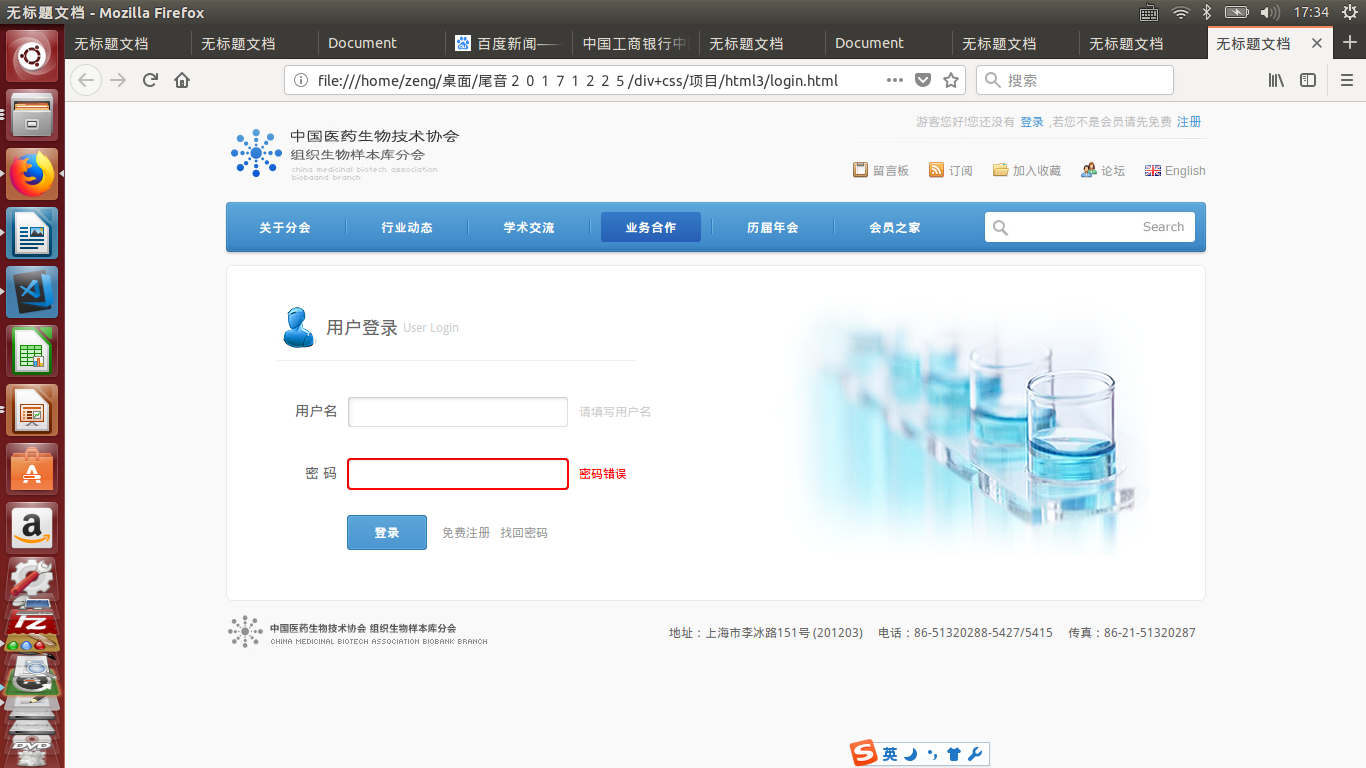 无标题文档 - Mozilla Firefox
17:34
无标题文档
无标题文档
Document
百度新闻——
中国工商银行中
无标题文档
Document
无标题文档
无标题文档
无标题文档
file:///home/zeng/桌面/尾音２０１７１２２５/div+css/项目/html3/login.html
搜索
游客您好!您还没有 登录 ,若您不是会员请先免费 注册
中国医药生物技术协会
组织生物样本库分会
china medicinal biotech association
biobaand branch
留言板
订阅
加入收藏
论坛
English
关于分会
行业动态
学术交流
业务合作
历届年会
会员之家
Search
用户登录 User Login
用户名
请填写用户名
密 码
密码错误
登录
免费注册
找回密码
中国医药生物技术协会 组织生物样本库分会
CHINA MEDICINAL BIOTECH ASSOCIATION BIOBANK BRANCH
地址：上海市李冰路151号 (201203) 电话：86-51320288-5427/5415 传真：86-21-51320287
英